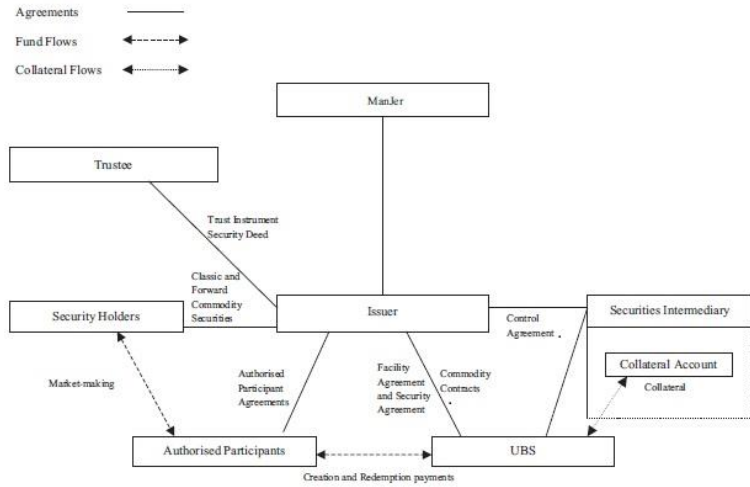 Agreements
Fund Flows
Collateral Flows
ManJer
Trustee
Trust Instrument
Security Deed
Classic and
Forward
Commodity
Securities
Security Holders
Issuer
Control
Agreement
Securities Intermediary
Collateral Account
Collateral
Market-making
Authorised
Participant
Agreements
Facility
Agreement
and Security
Agreement
Commodity
Contracts
Authorised Participants
UBS
Creation and Redemption payments